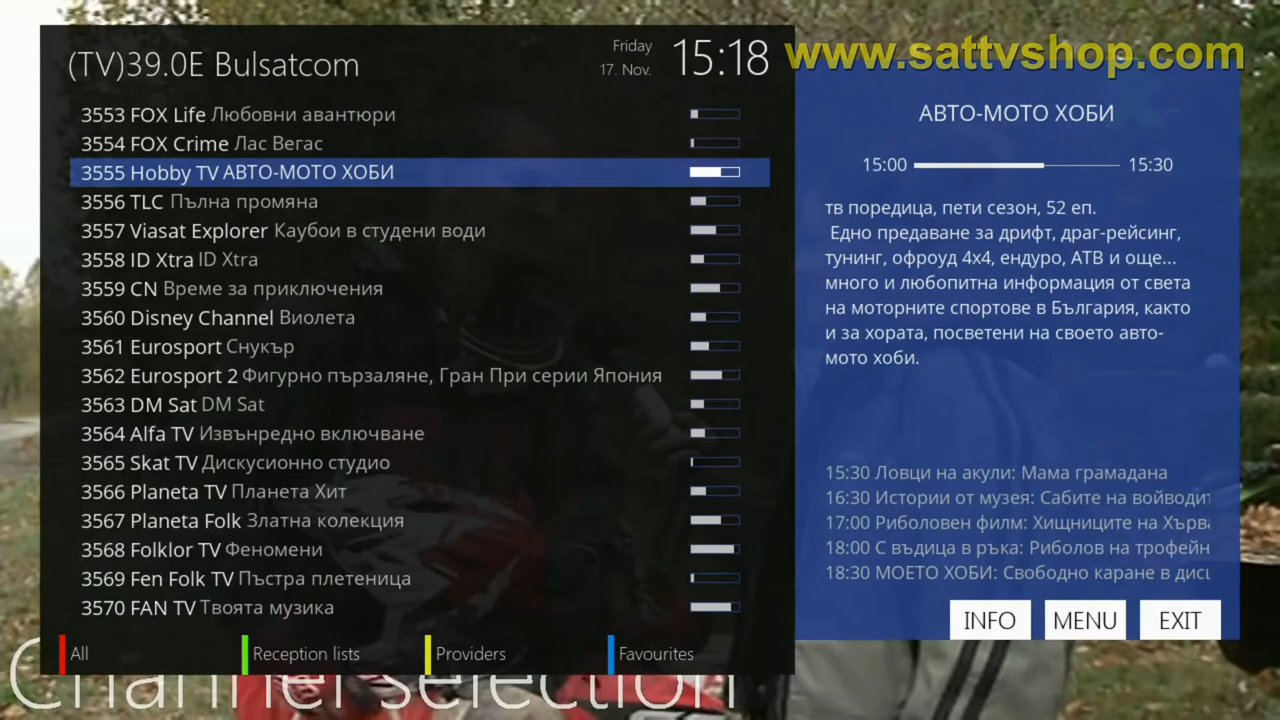 (TV)39.0E Bulsatcom
Friday
17. Nov.
15:18
www.sattvshop.com
3553 FOX Life Любовни авантюри
3554 FOX Crime Лас Вегас
3555 Hobby TV АВТО-МОТО ХОБИ
3556 TLC Пълна промяна
3557 Viasat Explorer Каубои в студени води
3558 ID Xtra ID Xtra
3559 CN Време за приключения
3560 Disney Channel Виолета
3561 Eurosport Снукър
3562 Eurosport 2 Фигурно пързаляне, Гран При серии Япония
3563 DM Sat DM Sat
3564 Alfa TV Извънредно включване
3565 Skat TV Дискусионно студио
3566 Planeta TV Планета Хит
3567 Planeta Folk Златна колекция
3568 Folklor TV Феномени
3569 Fen Folk TV Пъстра плетеница
3570 FAN TV Твоята музика
All
Reception lists
Providers
Favourites
Channel selection
АВТО-МОТО ХОБИ
15:00
15:30
тв поредица, пети сезон, 52 еп.
Едно предаване за дрифт, драг-рейсинг,
тунинг, офроуд 4x4, ендуро, АТВ и още...
много и любопитна информация от света
на моторните спортове в България, както
и за хората, посветени на своето авто-
мото хоби.
15:30 Ловци на акули: Мама грамадана
16:30 Истории от музея: Сабите на войводит
17:00 Риболовен филм: Хищниците на Хърва
18:00 С въдица в ръка: Риболов на трофейн
18:30 МОЕТО ХОБИ: Свободно каране в дисц
INFO
MENU
EXIT